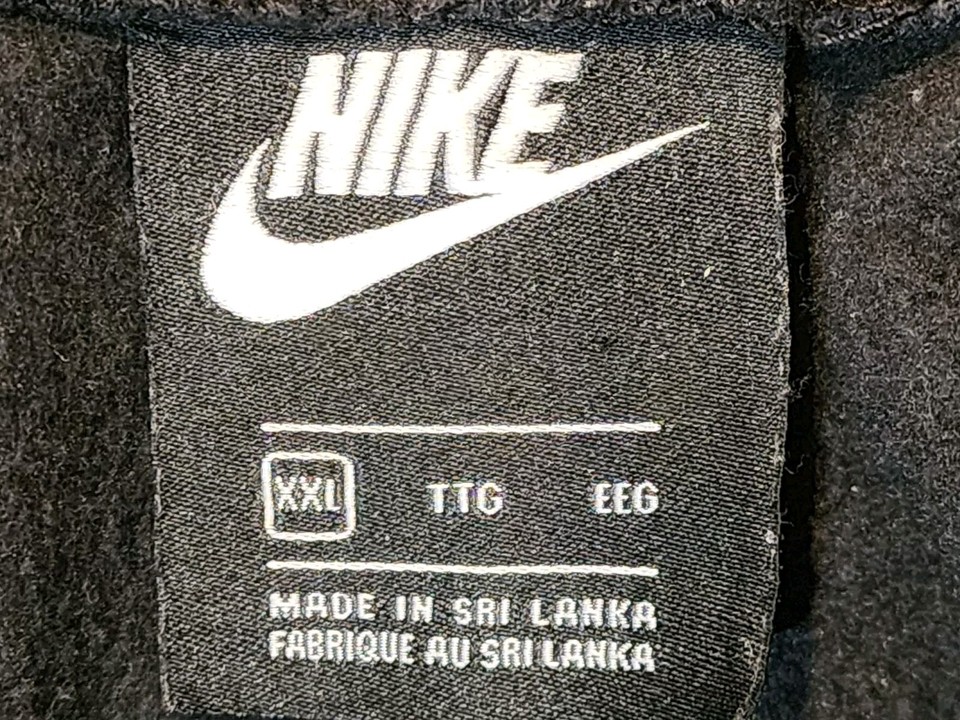 NIKE
XXL TTG EEG
MADE IN SRI LANKA
FABRIQUE AU SRI LANKA